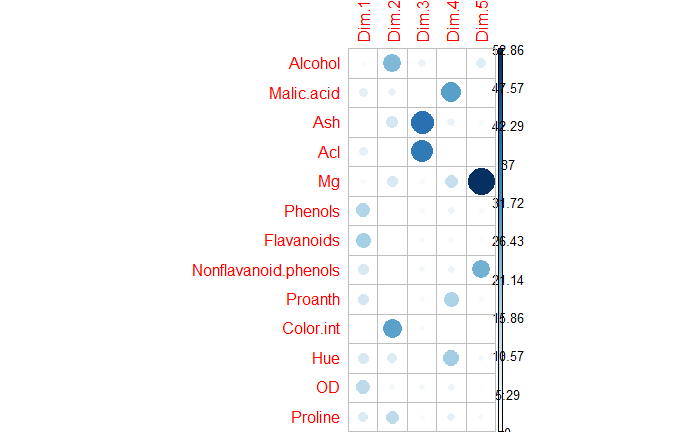 Dim.1 Dim.2 Dim.3 Dim.4 Dim.5
52.86
Alcohol
47.57
Malic.acid
Ash
42.29
Acl
37
Mg
31.72
Phenols
Flavanoids
26.43
Nonflavanoid.phenols
21.14
Proanth
15.86
Color.int
Hue
10.57
OD
5.29
Proline
0